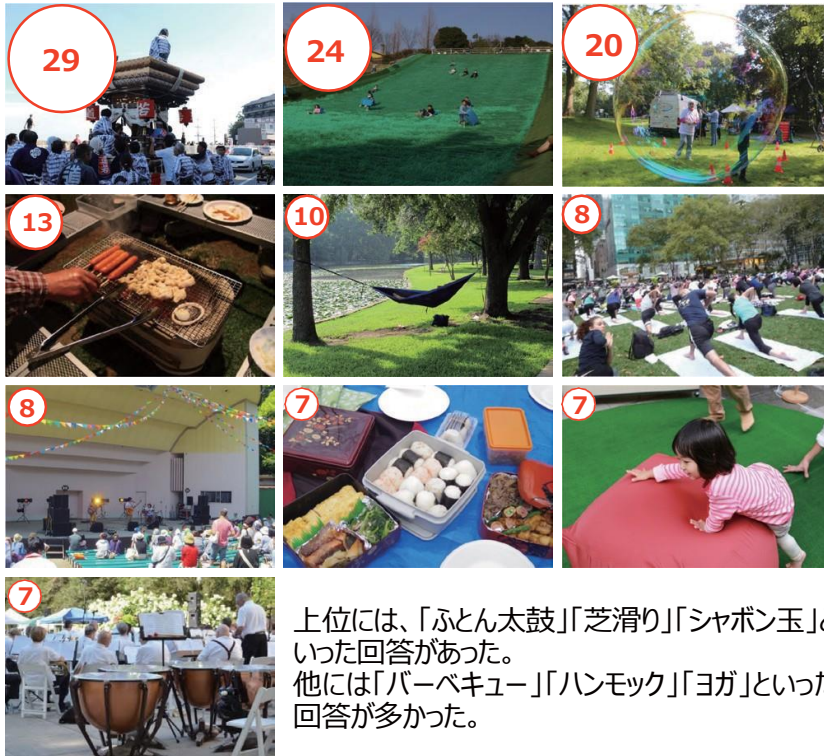 29
24
20
13
10
8
8
7
7
7
上位には、「ふとん太鼓」「芝滑り」「シャボン玉」と
いった回答があった。
他には「バーベキュー」「ハンモック」「ヨガ」といった
回答が多かった。